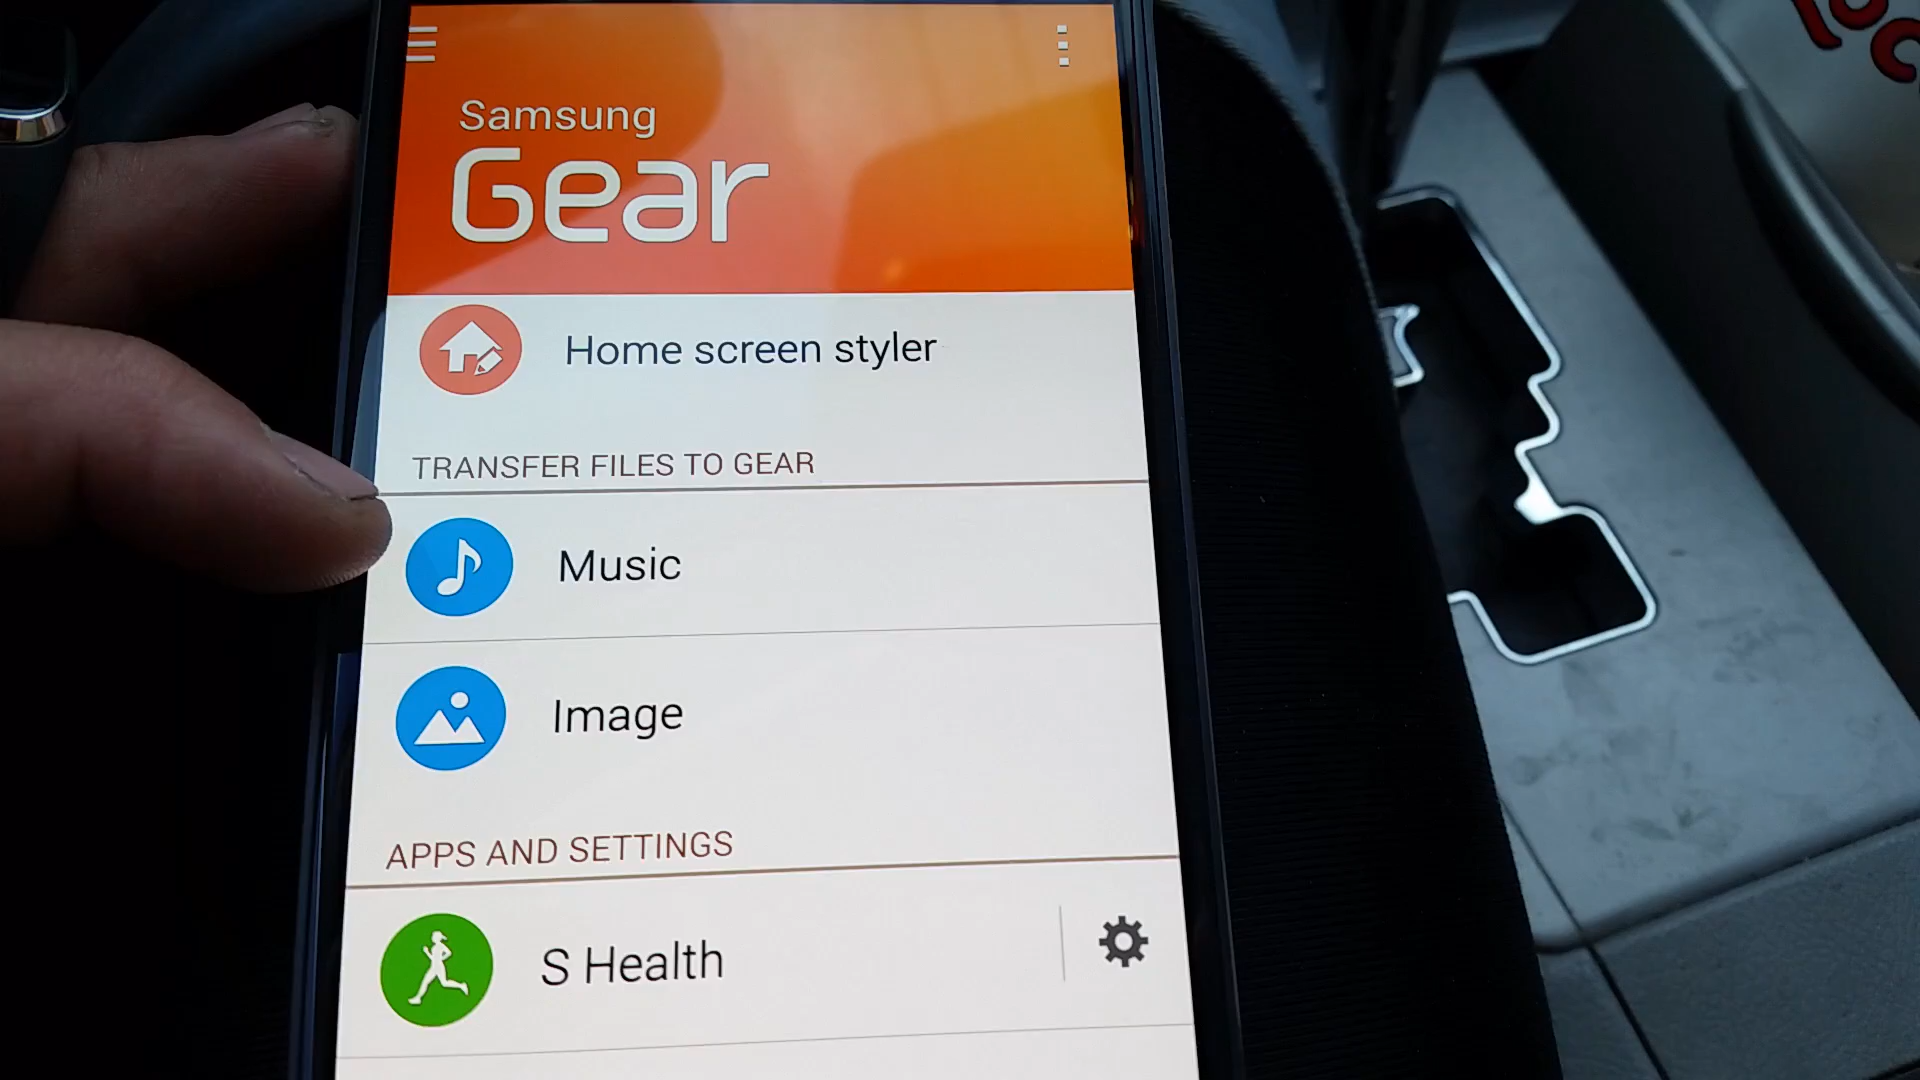 Samsung
Gear
Home screen styler
TRANSFER FILES TO GEAR
Music
Image
APPS AND SETTINGS
S Health